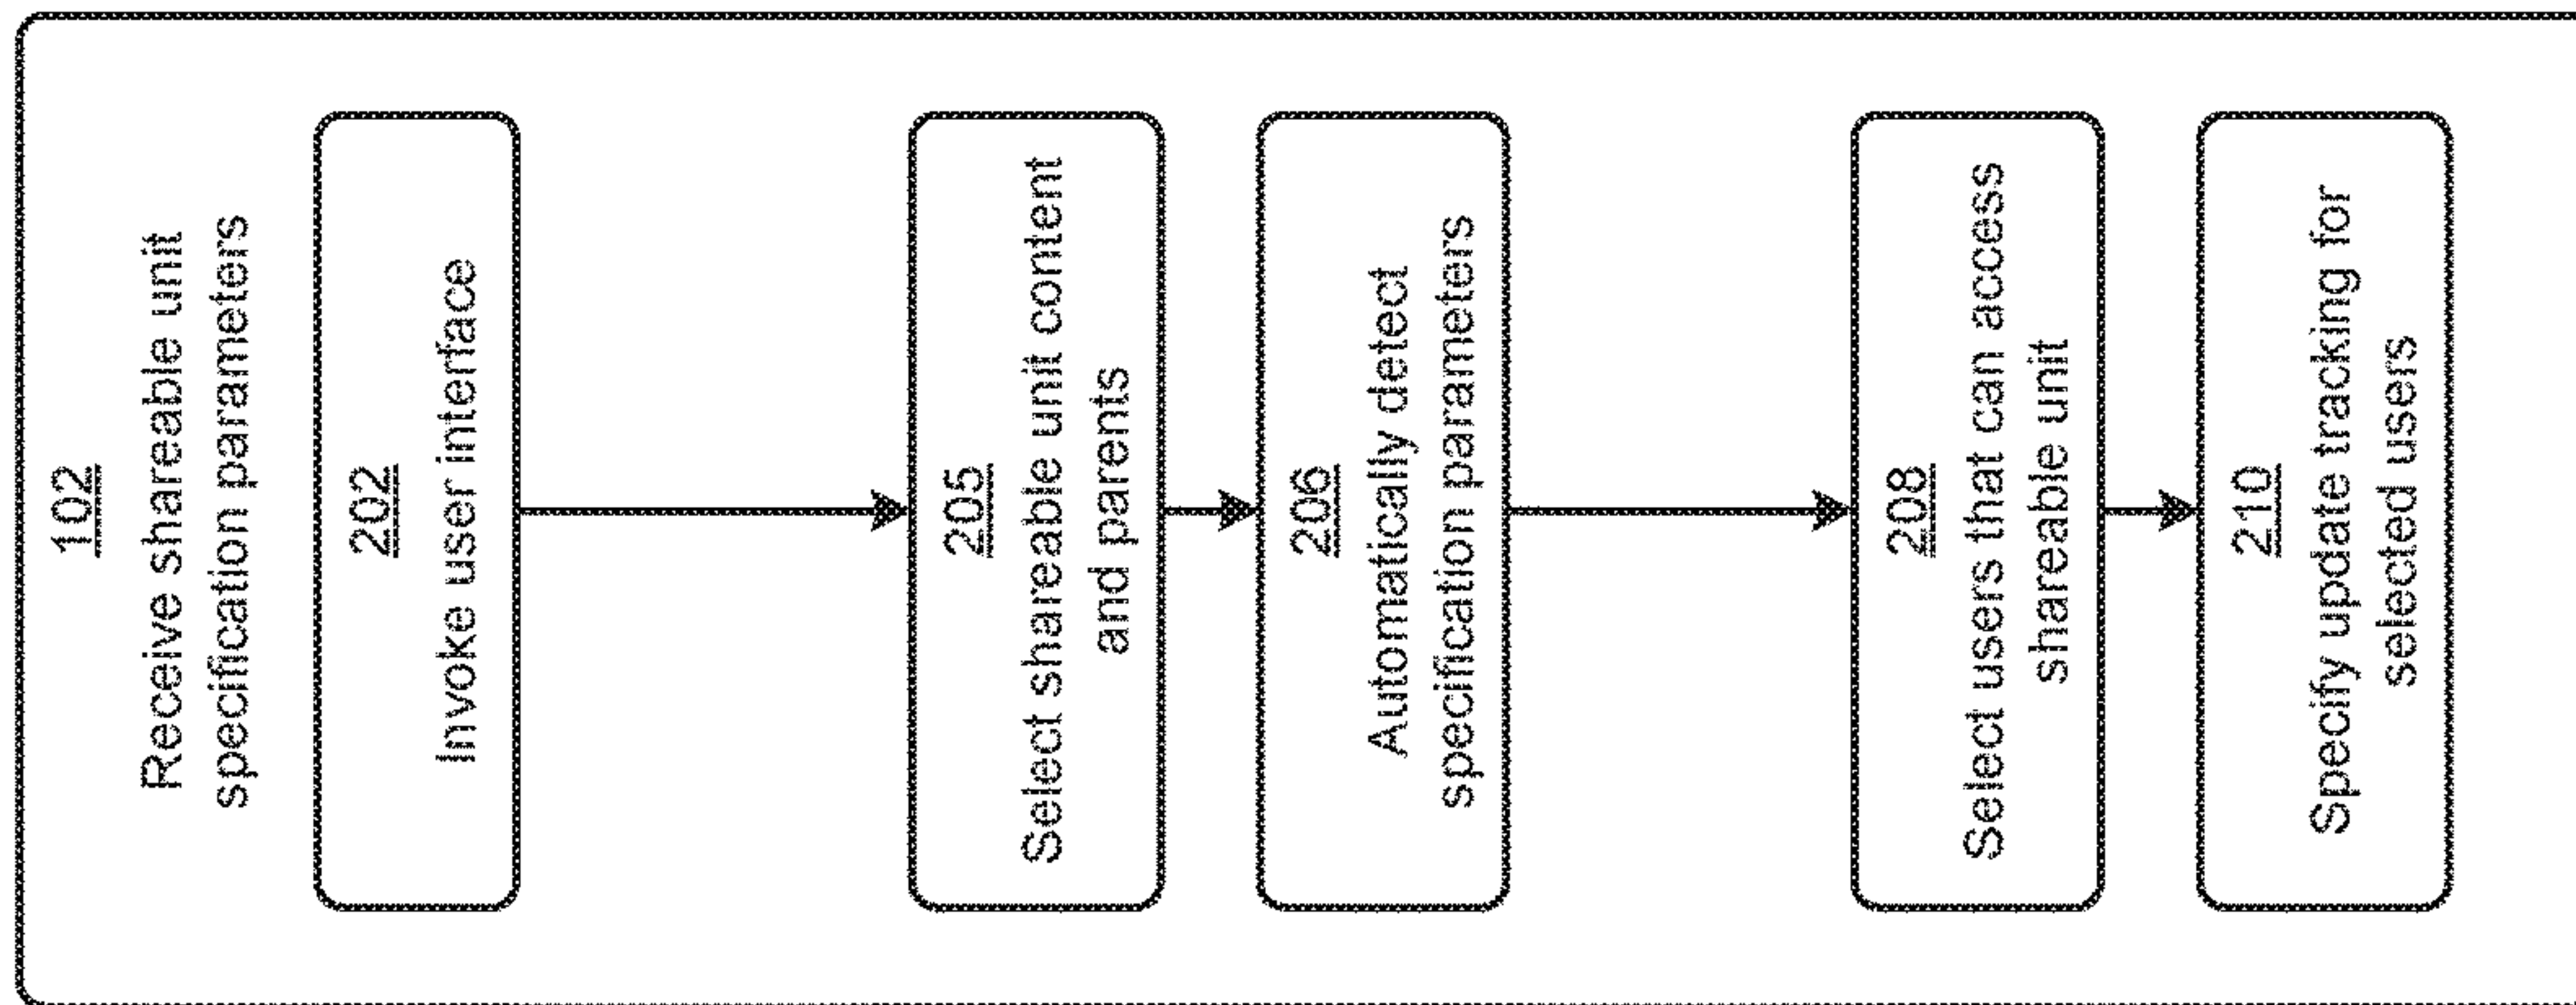 102
Receive shareable unit
specification parameters
202
Invoke user interface
205
Select shareable unit content
and parents
206
Automatically detect
specification parameters
208
Select users that can access
shareable unit
210
Specify update tracking for
selected users